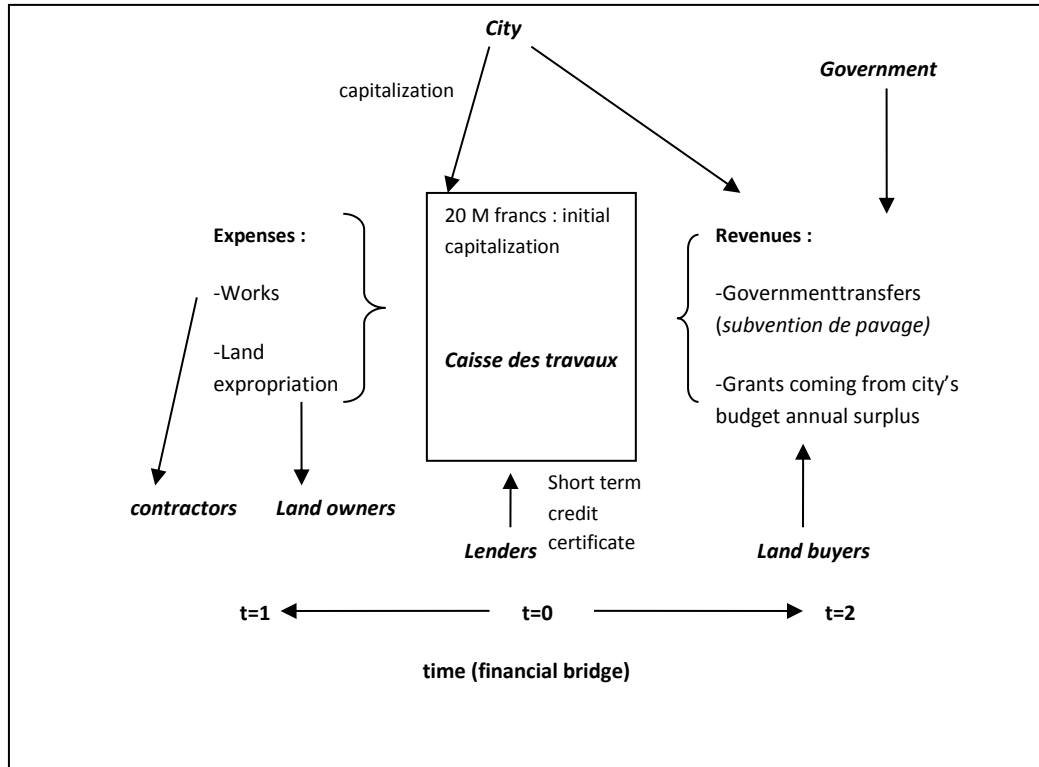 City
Government
capitalization
20 M francs : initial
capitalization
Caisse des travaux
Expenses :
-Works
-Land
expropriation
Revenues :
-Governmenttransfers
(subvention de pavage)
-Grants coming from city’s
budget annual surplus
contractors
Land owners
Short term
credit
certificate
Lenders
Land buyers
t=1
t=0
t=2
time (financial bridge)